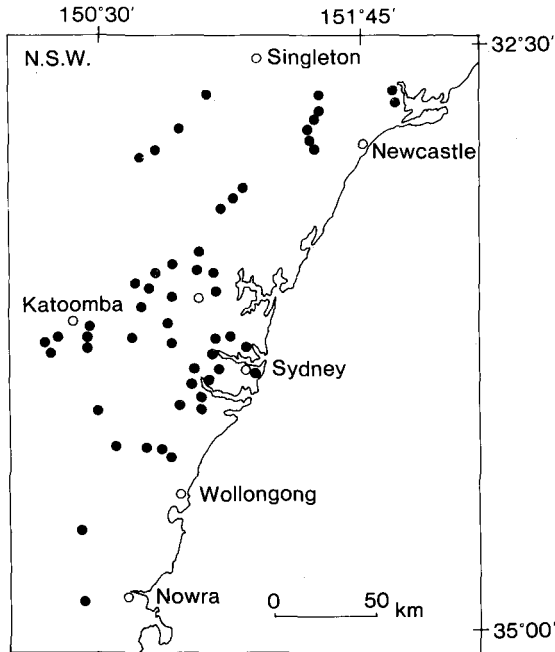 150°30′ 151°45′
32°30′
N.S.W.
Singleton
Newcastle
Katoomba
Sydney
Wollongong
Nowra
0 50
km
35°00′